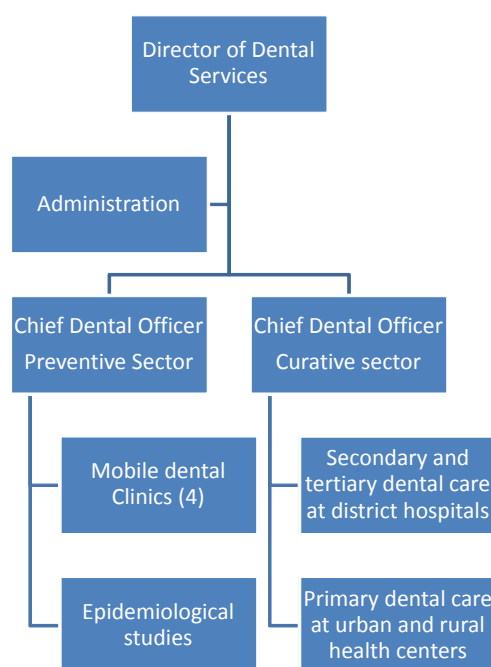 Director of Dental
Services
Administration
Chief Dental Officer
Preventive Sector
Chief Dental Officer
Curative sector
Mobile dental
Clinics (4)
Secondary and
tertiary dental care
at district hospitals
Epidemiological
studies
Primary dental care
at urban and rural
health centers